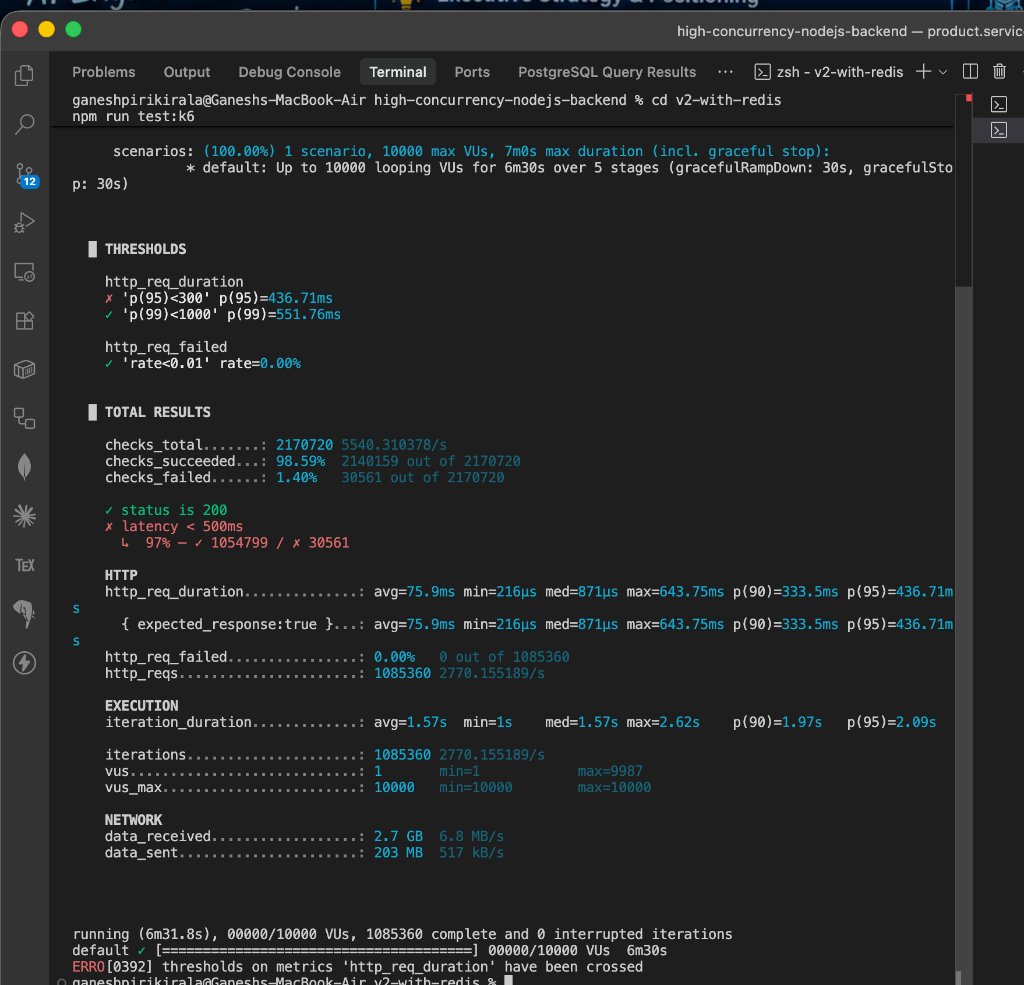 Executive Strategy & Positioning
high-concurrency-nodejs-backend — product.servic
Problems Output Debug Console Terminal Ports PostgreSQL Query Results ··· zsh - v2-with-redis
ganeshpirikirala@Ganeshs-MacBook-Air high-concurrency-nodejs-backend % cd v2-with-redis
npm run test:k6
12
scenarios: (100.00%) 1 scenario, 10000 max VUs, 7m0s max duration (incl. graceful stop):
* default: Up to 10000 looping VUs for 6m30s over 5 stages (gracefulRampDown: 30s, gracefulSto
p: 30s)
THRESHOLDS
http_req_duration
✗ 'p(95)<300' p(95)=436.71ms
✓ 'p(99)<1000' p(99)=551.76ms
http_req_failed
✓ 'rate<0.01' rate=0.00%
TOTAL RESULTS
checks_total.......: 2170720 5540.310378/s
checks_succeeded...: 98.59% 2140159 out of 2170720
checks_failed......: 1.40% 30561 out of 2170720
✓ status is 200
✗ latency < 500ms
↳ 97% — ✓ 1054799 / ✗ 30561
HTTP
http_req_duration..............: avg=75.9ms min=216µs med=871µs max=643.75ms p(90)=333.5ms p(95)=436.71m
s
{ expected_response:true }...: avg=75.9ms min=216µs med=871µs max=643.75ms p(90)=333.5ms p(95)=436.71m
s
http_req_failed................: 0.00% 0 out of 1085360
http_reqs......................: 1085360 2770.155189/s
EXECUTION
iteration_duration.............: avg=1.57s min=1s med=1.57s max=2.62s p(90)=1.97s p(95)=2.09s
iterations.....................: 1085360 2770.155189/s
vus............................: 1 min=1 max=9987
vus_max........................: 10000 min=10000 max=10000
NETWORK
data_received..................: 2.7 GB 6.8 MB/s
data_sent......................: 203 MB 517 kB/s
TEX
running (6m31.8s), 00000/10000 VUs, 1085360 complete and 0 interrupted iterations
default ✓ [======================================] 00000/10000 VUs 6m30s
ERRO[0392] thresholds on metrics 'http_req_duration' have been crossed
ganeshpirikirala@Ganeshs-MacBook-Air v2-with-redis %